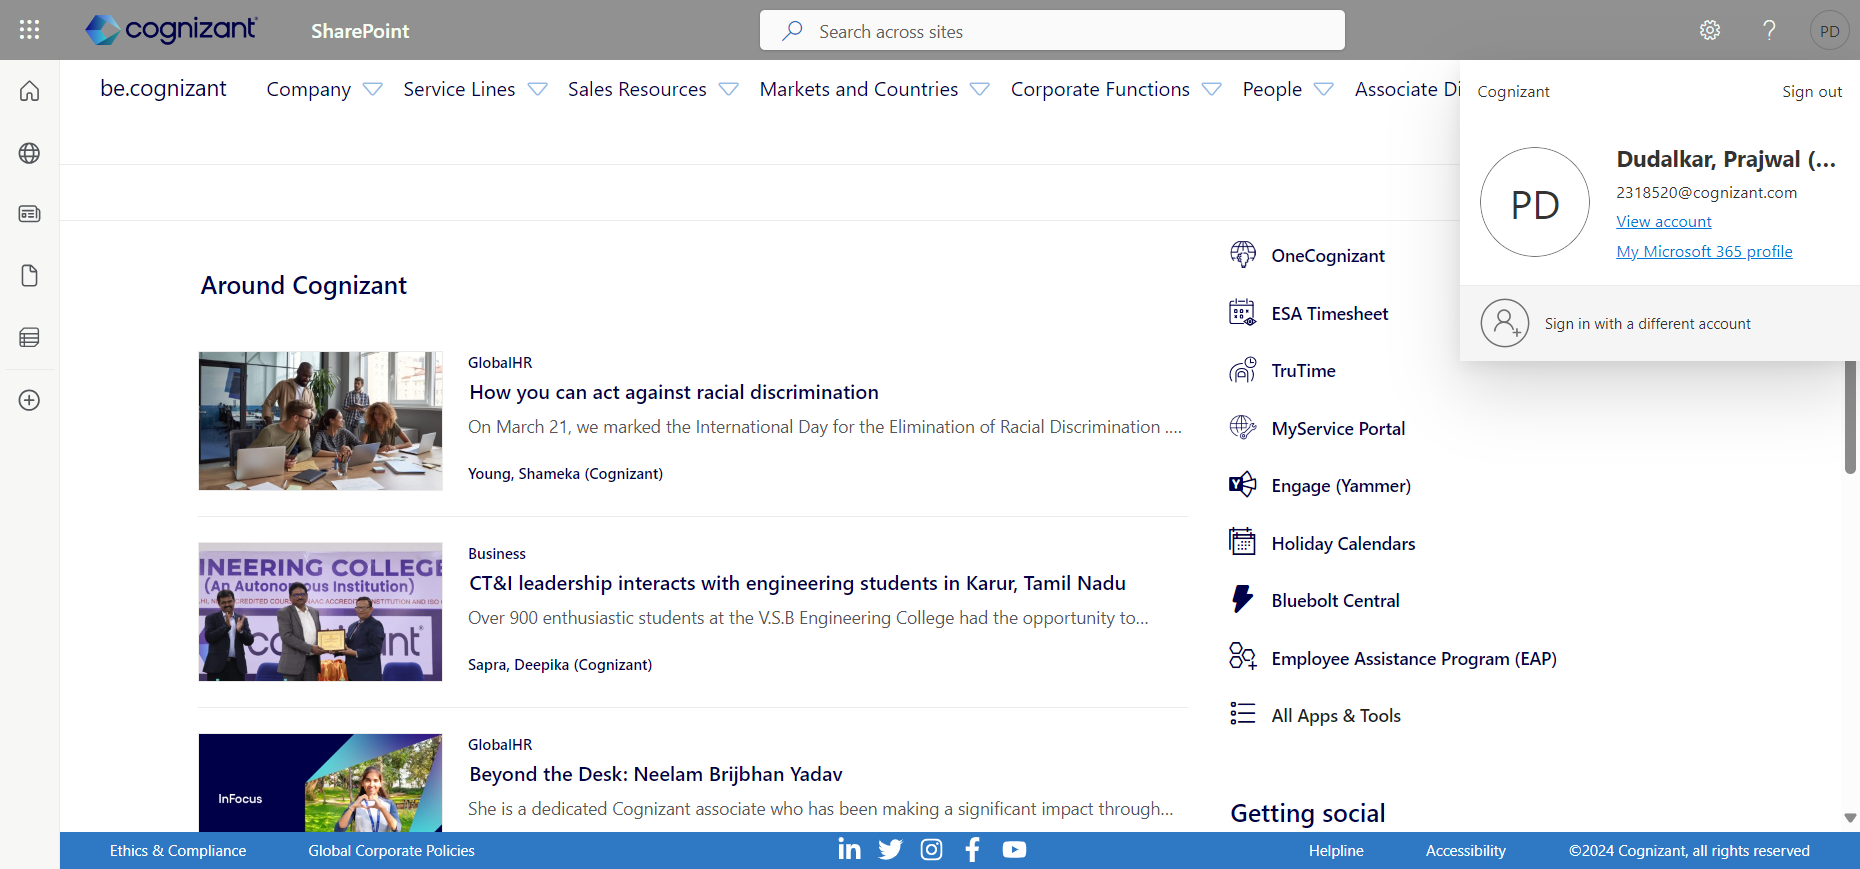 cognizant
SharePoint
Search across sites
PD
be.cognizant
Company
Service Lines
Sales Resources
Markets and Countries
Corporate Functions
People
Associate Di
Cognizant
Sign out
PD
Dudalkar, Prajwal (...
2318520@cognizant.com
View account
My Microsoft 365 profile
Sign in with a different account
Around Cognizant
GlobalHR
How you can act against racial discrimination
On March 21, we marked the International Day for the Elimination of Racial Discrimination ....
Young, Shameka (Cognizant)
INEERING COLLEGE
(An Autonomous Institution)
Business
CT&I leadership interacts with engineering students in Karur, Tamil Nadu
Over 900 enthusiastic students at the V.S.B Engineering College had the opportunity to...
Sapra, Deepika (Cognizant)
InFocus
GlobalHR
Beyond the Desk: Neelam Brijbhan Yadav
She is a dedicated Cognizant associate who has been making a significant impact through...
OneCognizant
ESA Timesheet
TruTime
MyService Portal
Engage (Yammer)
Holiday Calendars
Bluebolt Central
Employee Assistance Program (EAP)
All Apps & Tools
Getting social
Ethics & Compliance
Global Corporate Policies
Helpline
Accessibility
©2024 Cognizant, all rights reserved